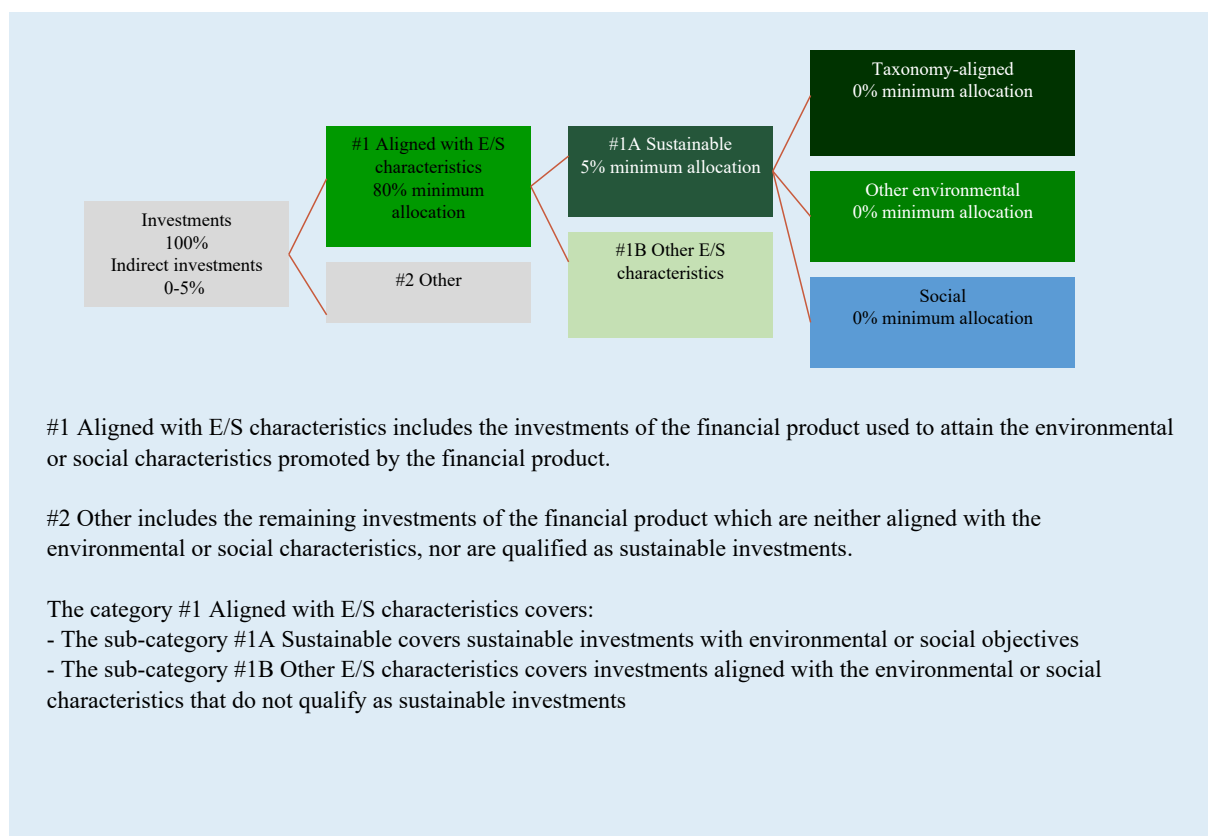 Investments
100%
Indirect investments
0-5%
#1 Aligned with E/S
characteristics
80% minimum
allocation
#2 Other
#1A Sustainable
5% minimum allocation
#1B Other E/S
characteristics
Taxonomy-aligned
0% minimum allocation
Other environmental
0% minimum allocation
Social
0% minimum allocation
#1 Aligned with E/S characteristics includes the investments of the financial product used to attain the environmental
or social characteristics promoted by the financial product.
#2 Other includes the remaining investments of the financial product which are neither aligned with the
environmental or social characteristics, nor are qualified as sustainable investments.
The category #1 Aligned with E/S characteristics covers:
- The sub-category #1A Sustainable covers sustainable investments with environmental or social objectives
- The sub-category #1B Other E/S characteristics covers investments aligned with the environmental or social
characteristics that do not qualify as sustainable investments